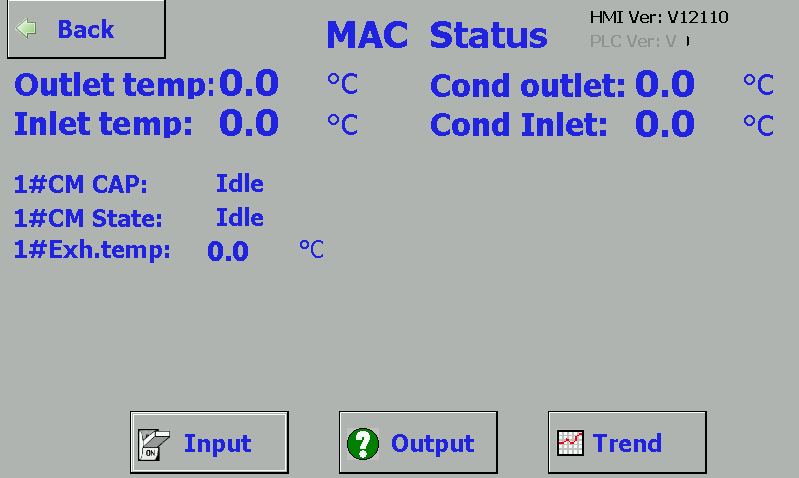 Back
MAC Status
HMI Ver: V12110
PLC Ver: V
Outlet temp: 0.0 °C
Cond outlet: 0.0 °C
Inlet temp: 0.0 °C
Cond Inlet: 0.0 °C
1#CM CAP: Idle
1#CM State: Idle
1#Exh.temp: 0.0 °C
ON
Input
?
Output
Trend